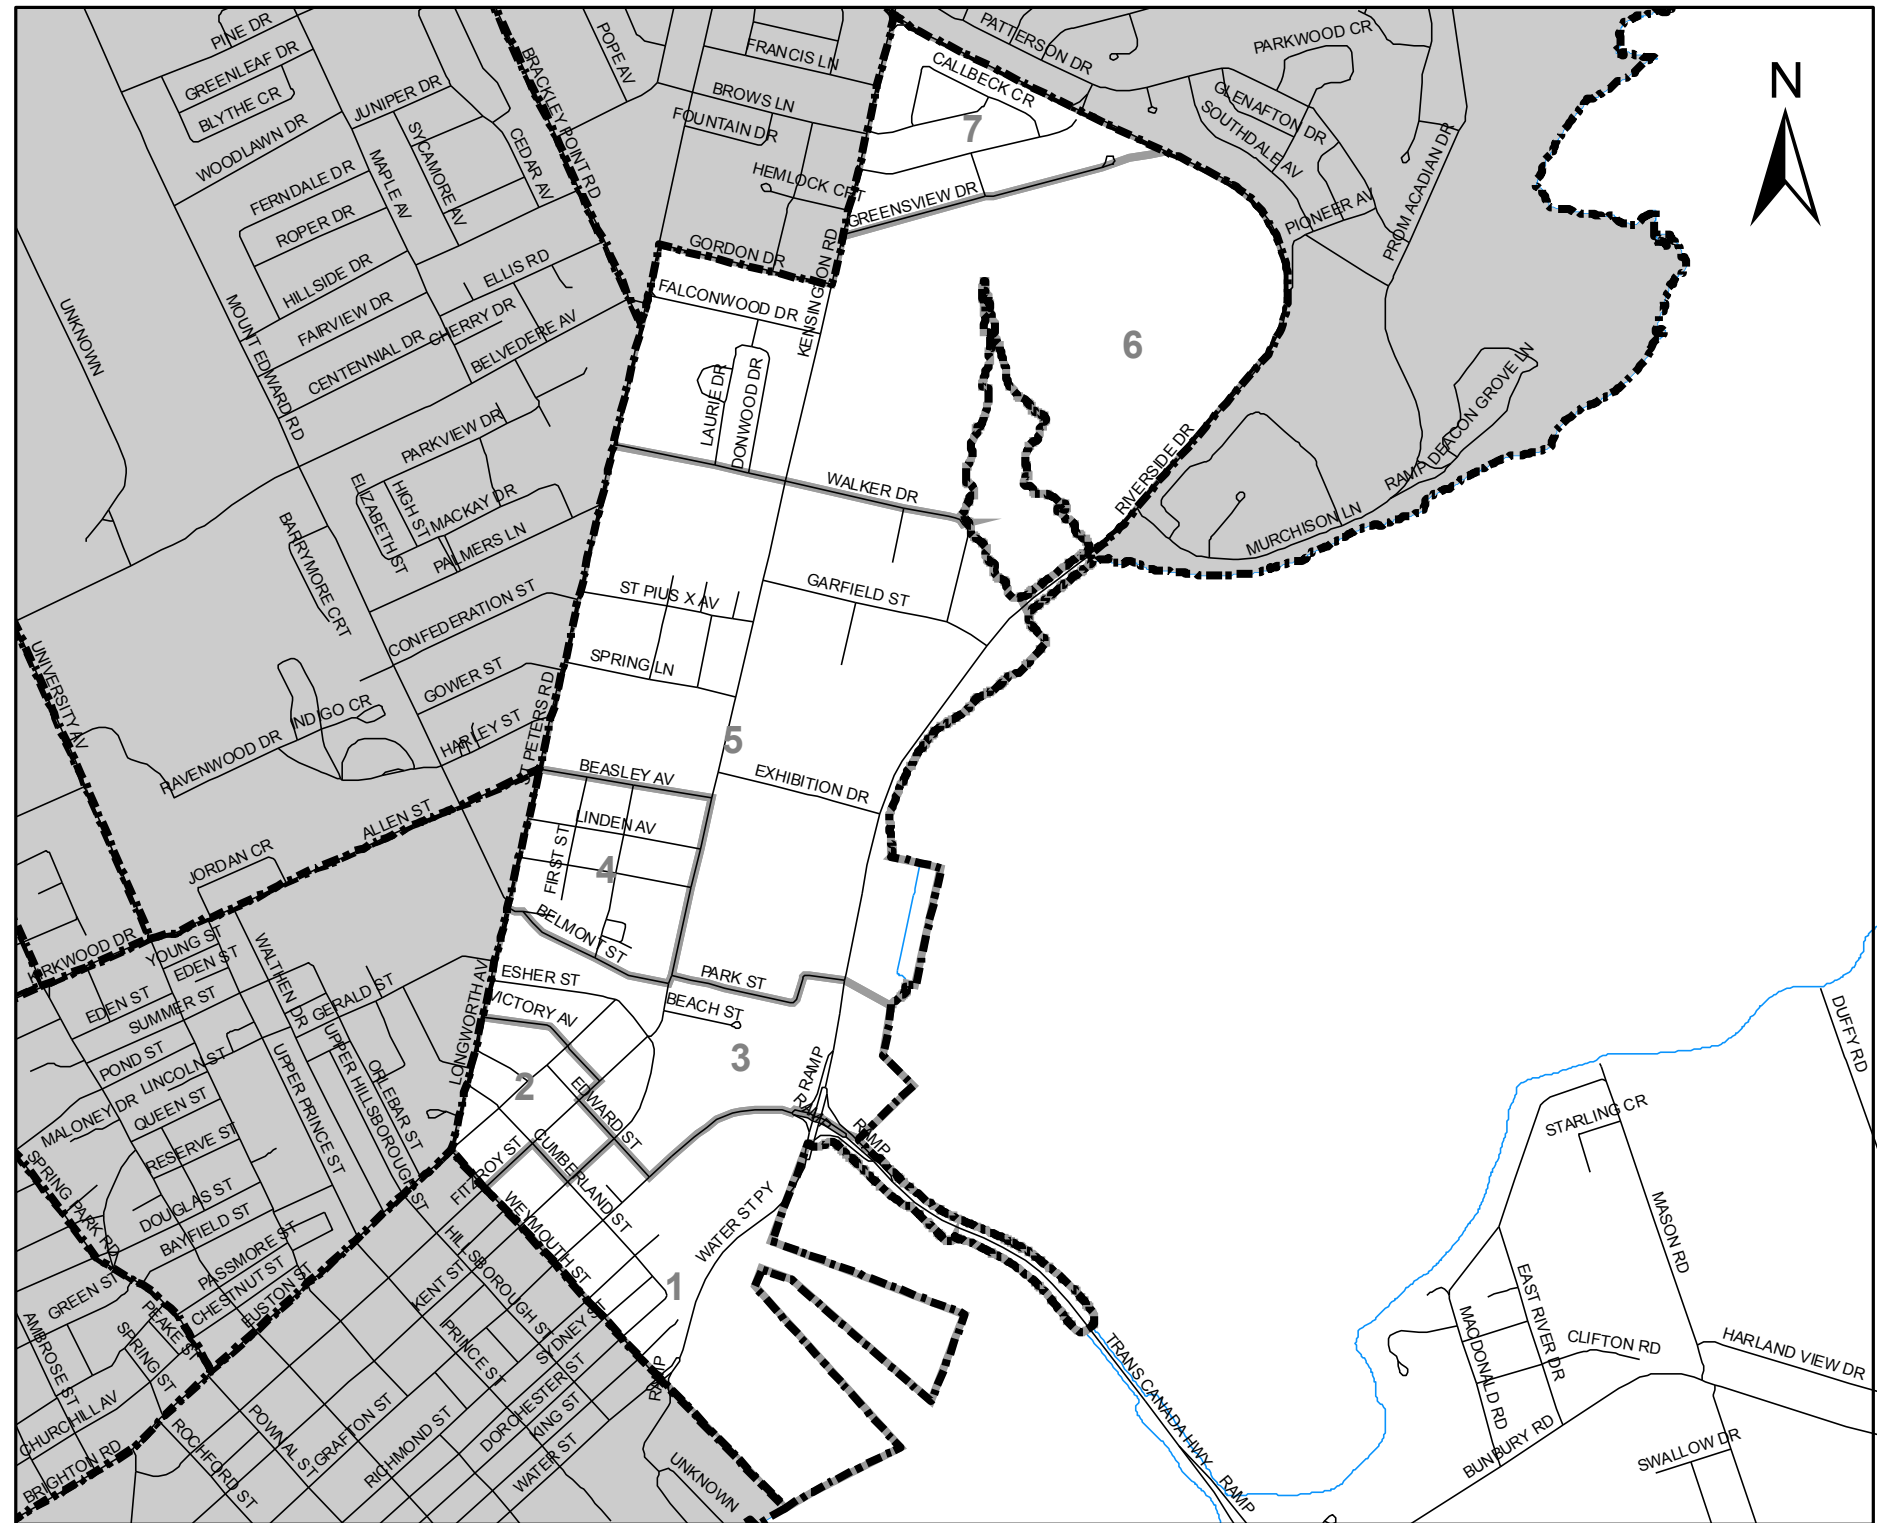 PINE DR
GREENLEAF DR
BLYTHE CR
WOODLAWN DR
JUNIPER DR
SYCAMORE AV
CEDAR AV
MAPLE AV
FERNDALE DR
ROPER DR
HILLSIDE DR
FAIRVIEW DR
CENTENNIAL DR
CHERRY DR
ELLIS RD
BELVEDERE AV
BRACKLEY POINT RD
POPE AV
FRANCIS LN
BROWS LN
FOUNTAIN DR
HEMLOCK CRT
GORDON DR
KENSINGTON RD
PATTERSON DR
CALLBECK CR
7
GREENSVIEW DR
PARKWOOD CR
GLENAFTON DR
SOUTHDALE AV
PIONEER AV
PROM ACADIAN DR
N
UNKNOWN
MOUNT EDWARD RD
FALCONWOOD DR
LAURIE DR
DONWOOD DR
6
RIVERSIDE DR
RAMP DEACON GROVE LN
MURCHISON LN
WALKER DR
PARKVIEW DR
ELIZABETH ST
HIGH ST
MACKAY DR
PALMERS LN
BARRYMORE CRT
CONFEDERATION ST
GOWER ST
HARLEY ST
INDIGO CR
RAVENWOOD DR
UNIVERSITY AV
ST PETERS RD
ST PIUS X AV
GARFIELD ST
SPRING LN
5
BEASLEY AV
EXHIBITION DR
LINDEN AV
FIRST ST
4
BELMONT ST
ALLEN ST
JORDAN CR
KIRKWOOD DR
YOUNG ST
EDEN ST
WALTHEN DR
EDEN ST
SUMMER ST
GERALD ST
LONGWORTH AV
ESHER ST
VICTORY AV
PARK ST
BEACH ST
3
2
EDWARD ST
POND ST
LINCOLN ST
MALONEY DR
QUEEN ST
RESERVE ST
UPPER PRINCE ST
UPPER HILLSBOROUGH ST
ORLEBAR ST
SPRING PARK RD
DOUGLAS ST
BAYFIELD ST
PASSMORE ST
CHESTNUT ST
EUSTON ST
GREEN ST
PEAKE ST
SPRING ST
AMBROSE ST
CHURCHILL AV
BRIGHTON RD
ROCHFORD ST
POWNAL ST
GRAFTON ST
RICHMOND ST
KENT ST
PRINCE ST
HILLSBOROUGH ST
SYDNEY ST
DORCHESTER ST
KING ST
WATER ST
FITZROY ST
CUMBERLAND ST
WEYMOUTH ST
WATER ST PY
1
RAMP
RAMP
RAMP
RAMP
UNKNOWN
TRANS CANADA HWY
RAMP
DUFFY RD
STARLING CR
MASON RD
EAST RIVER DR
MACDONALD RD
CLIFTON RD
HARLAND VIEW DR
BUNBURY RD
SWALLOW DR